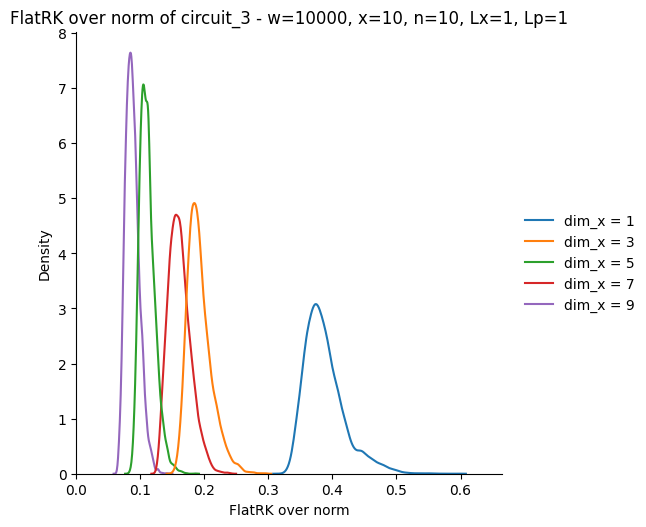 FlatRK over norm of circuit_3 - w=10000, x=10, n=10, Lx=1, Lp=1
8
7
6
5
4
3
2
1
0
Density
0.0 0.1 0.2 0.3 0.4 0.5 0.6
FlatRK over norm
dim_x = 1
dim_x = 3
dim_x = 5
dim_x = 7
dim_x = 9